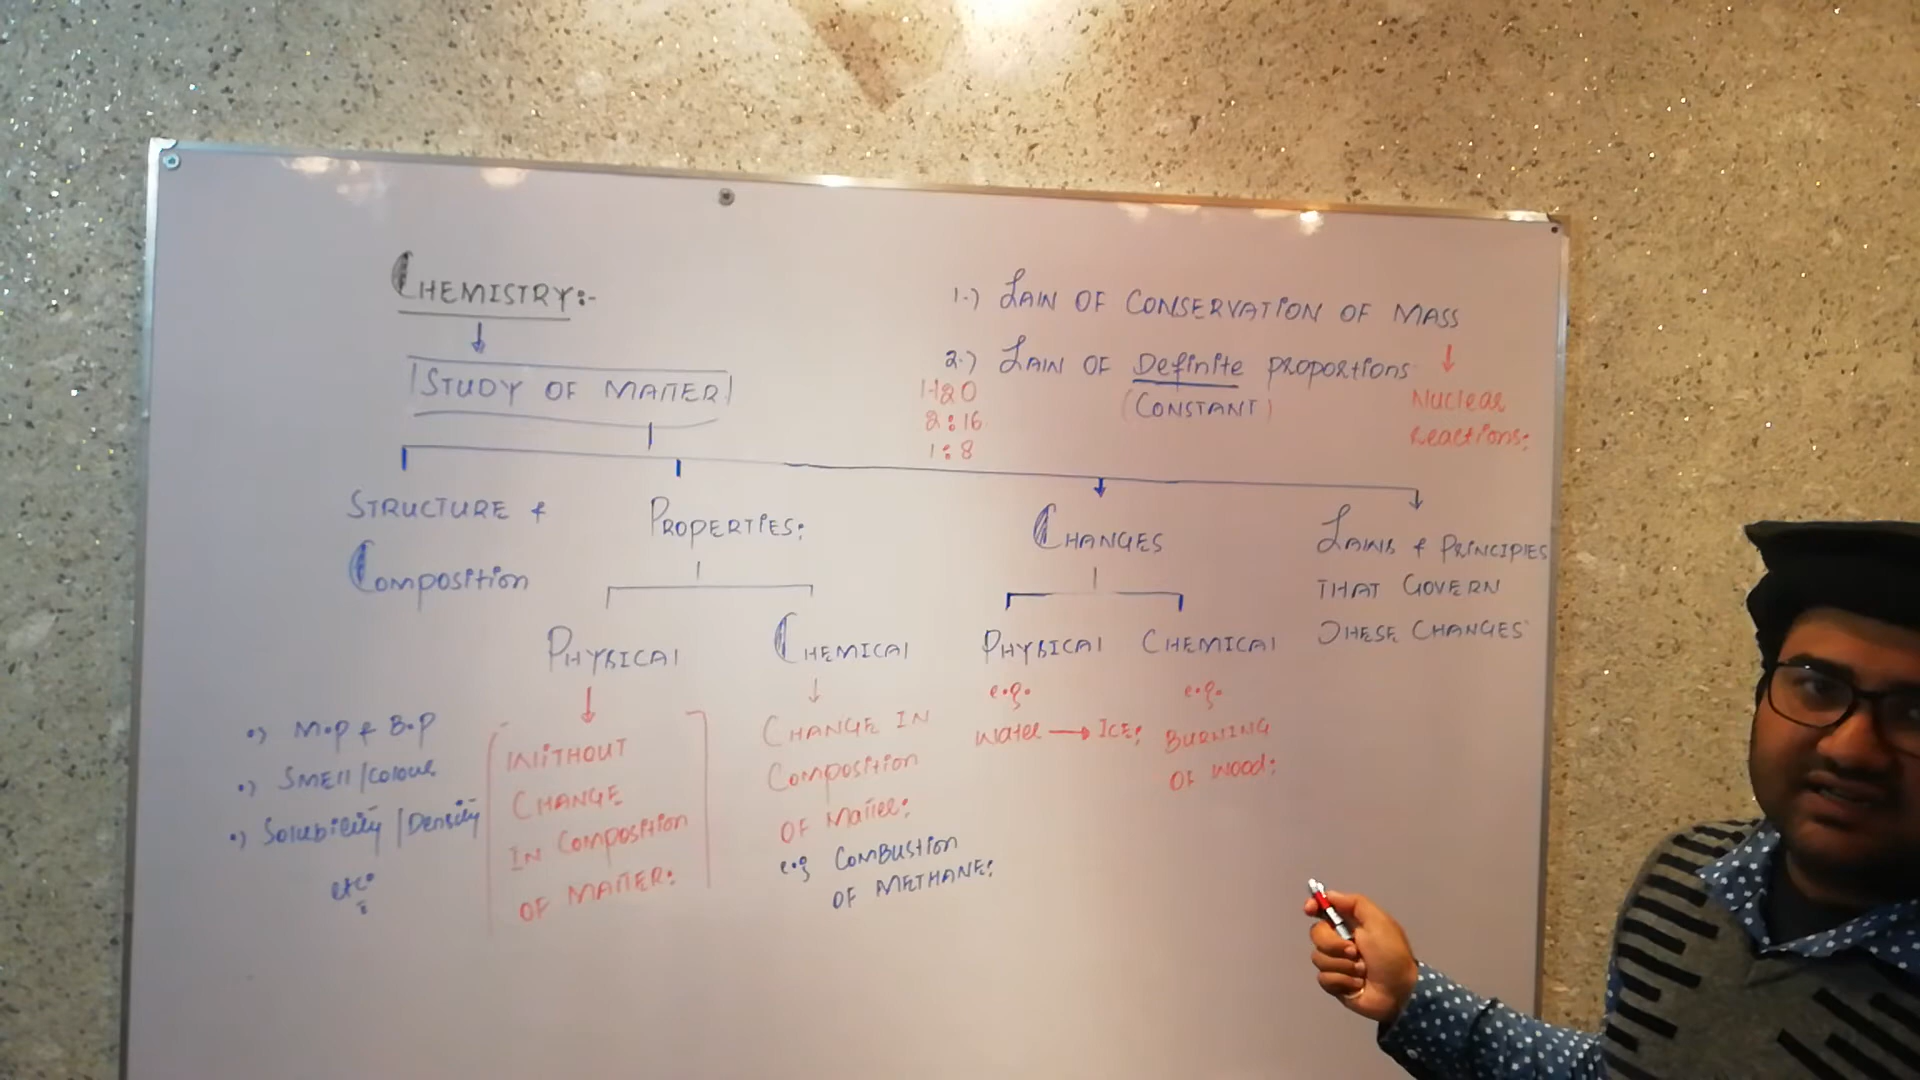 CHEMISTRY:-
STUDY OF MATTER
1.) LAW OF CONSERVATION OF MASS
2.) LAW OF Definite PROPORTIONS
(CONSTANT)
H2O
2:16
1:8
Nuclear
Reactions:
STRUCTURE &
COMPOSITION
PROPERTIES:
CHANGES
LAWS & PRINCIPLES
THAT GOVERN
THESE CHANGES
PHYSICAL
CHEMICAL
PHYSICAL
CHEMICAL
•) M.P & B.P
•) SMELL/COLOUR
•) Solubility/Density
etc.
WITHOUT
CHANGE
IN COMPOSITION
OF MATTER:
CHANGE IN
COMPOSITION
OF MATTER:
e.g COMBUSTION
OF METHANE:
e.g.
Water → ICE:
e.g.
BURNING
OF WOOD: